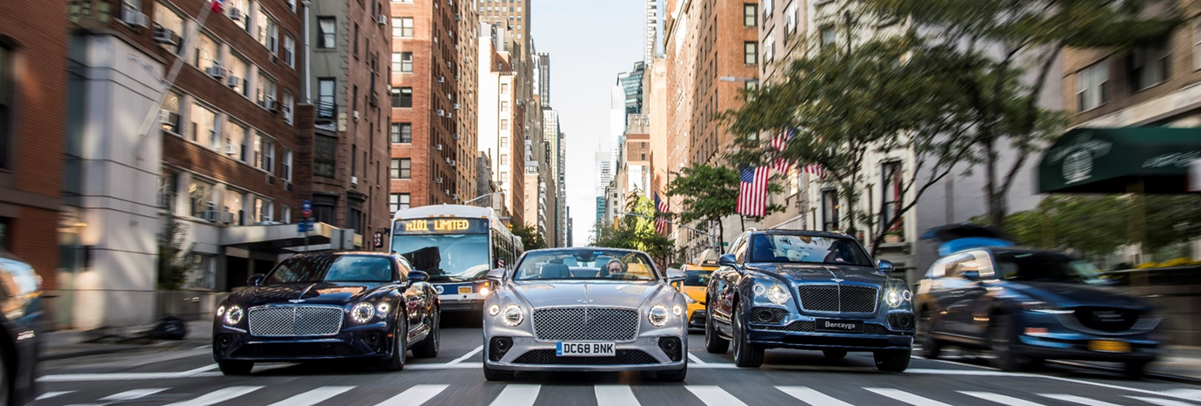 M101 LIMITED
DC68 BNK
Bentayga